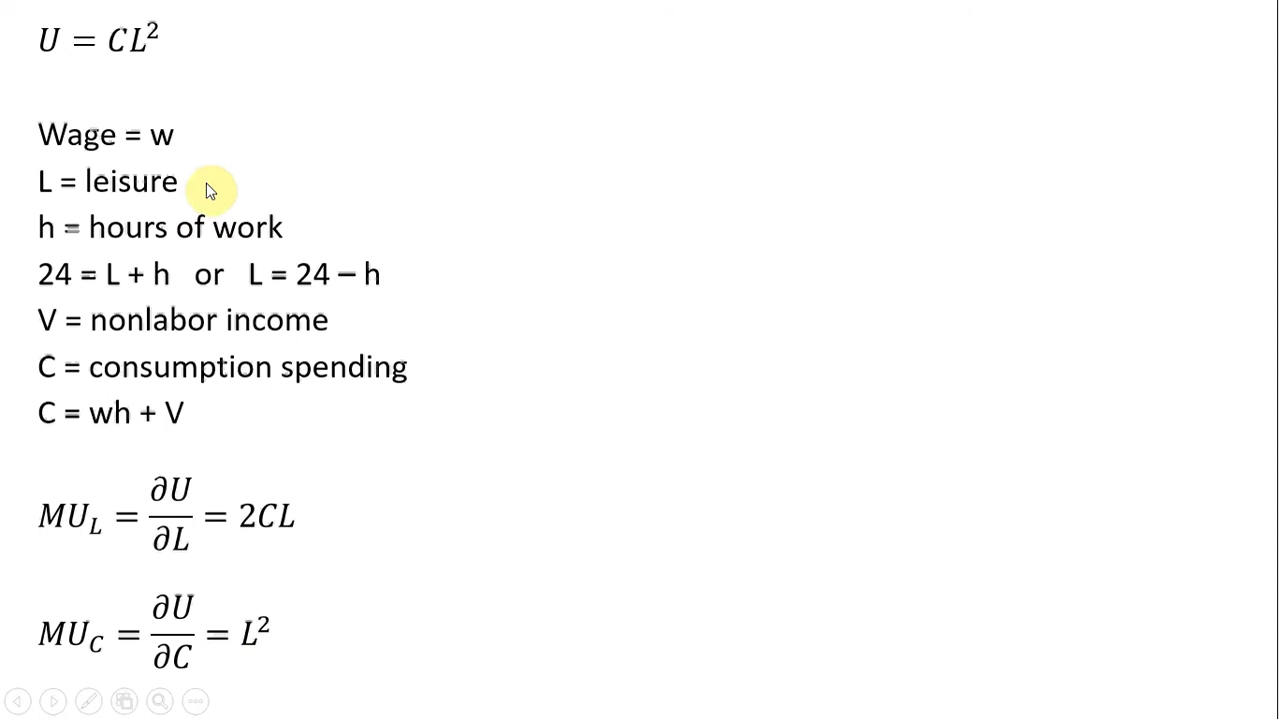 U = CL²
Wage = w
L = leisure
h = hours of work
24 = L + h or L = 24 – h
V = nonlabor income
C = consumption spending
C = wh + V
MU_L = ∂U/∂L = 2CL
MU_C = ∂U/∂C = L²